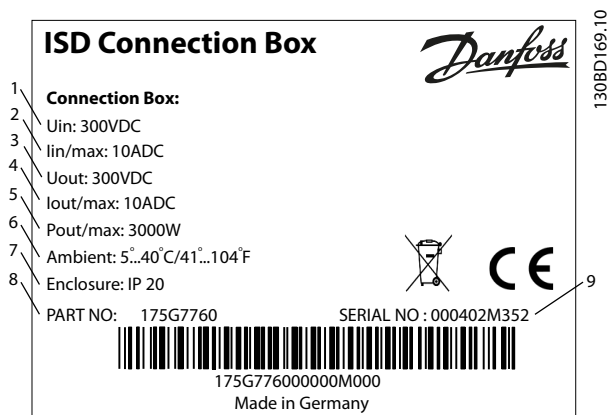 ISD Connection Box
Danfoss
130BD169.10
Connection Box:
1 Uin: 300VDC
2 Iin/max: 10ADC
3 Uout: 300VDC
4 Iout/max: 10ADC
5 Pout/max: 3000W
6 Ambient: 5°...40°C/41°...104°F
7 Enclosure: IP 20
8 PART NO: 175G7760 SERIAL NO : 000402M352 9
CE
175G776000000M000
Made in Germany